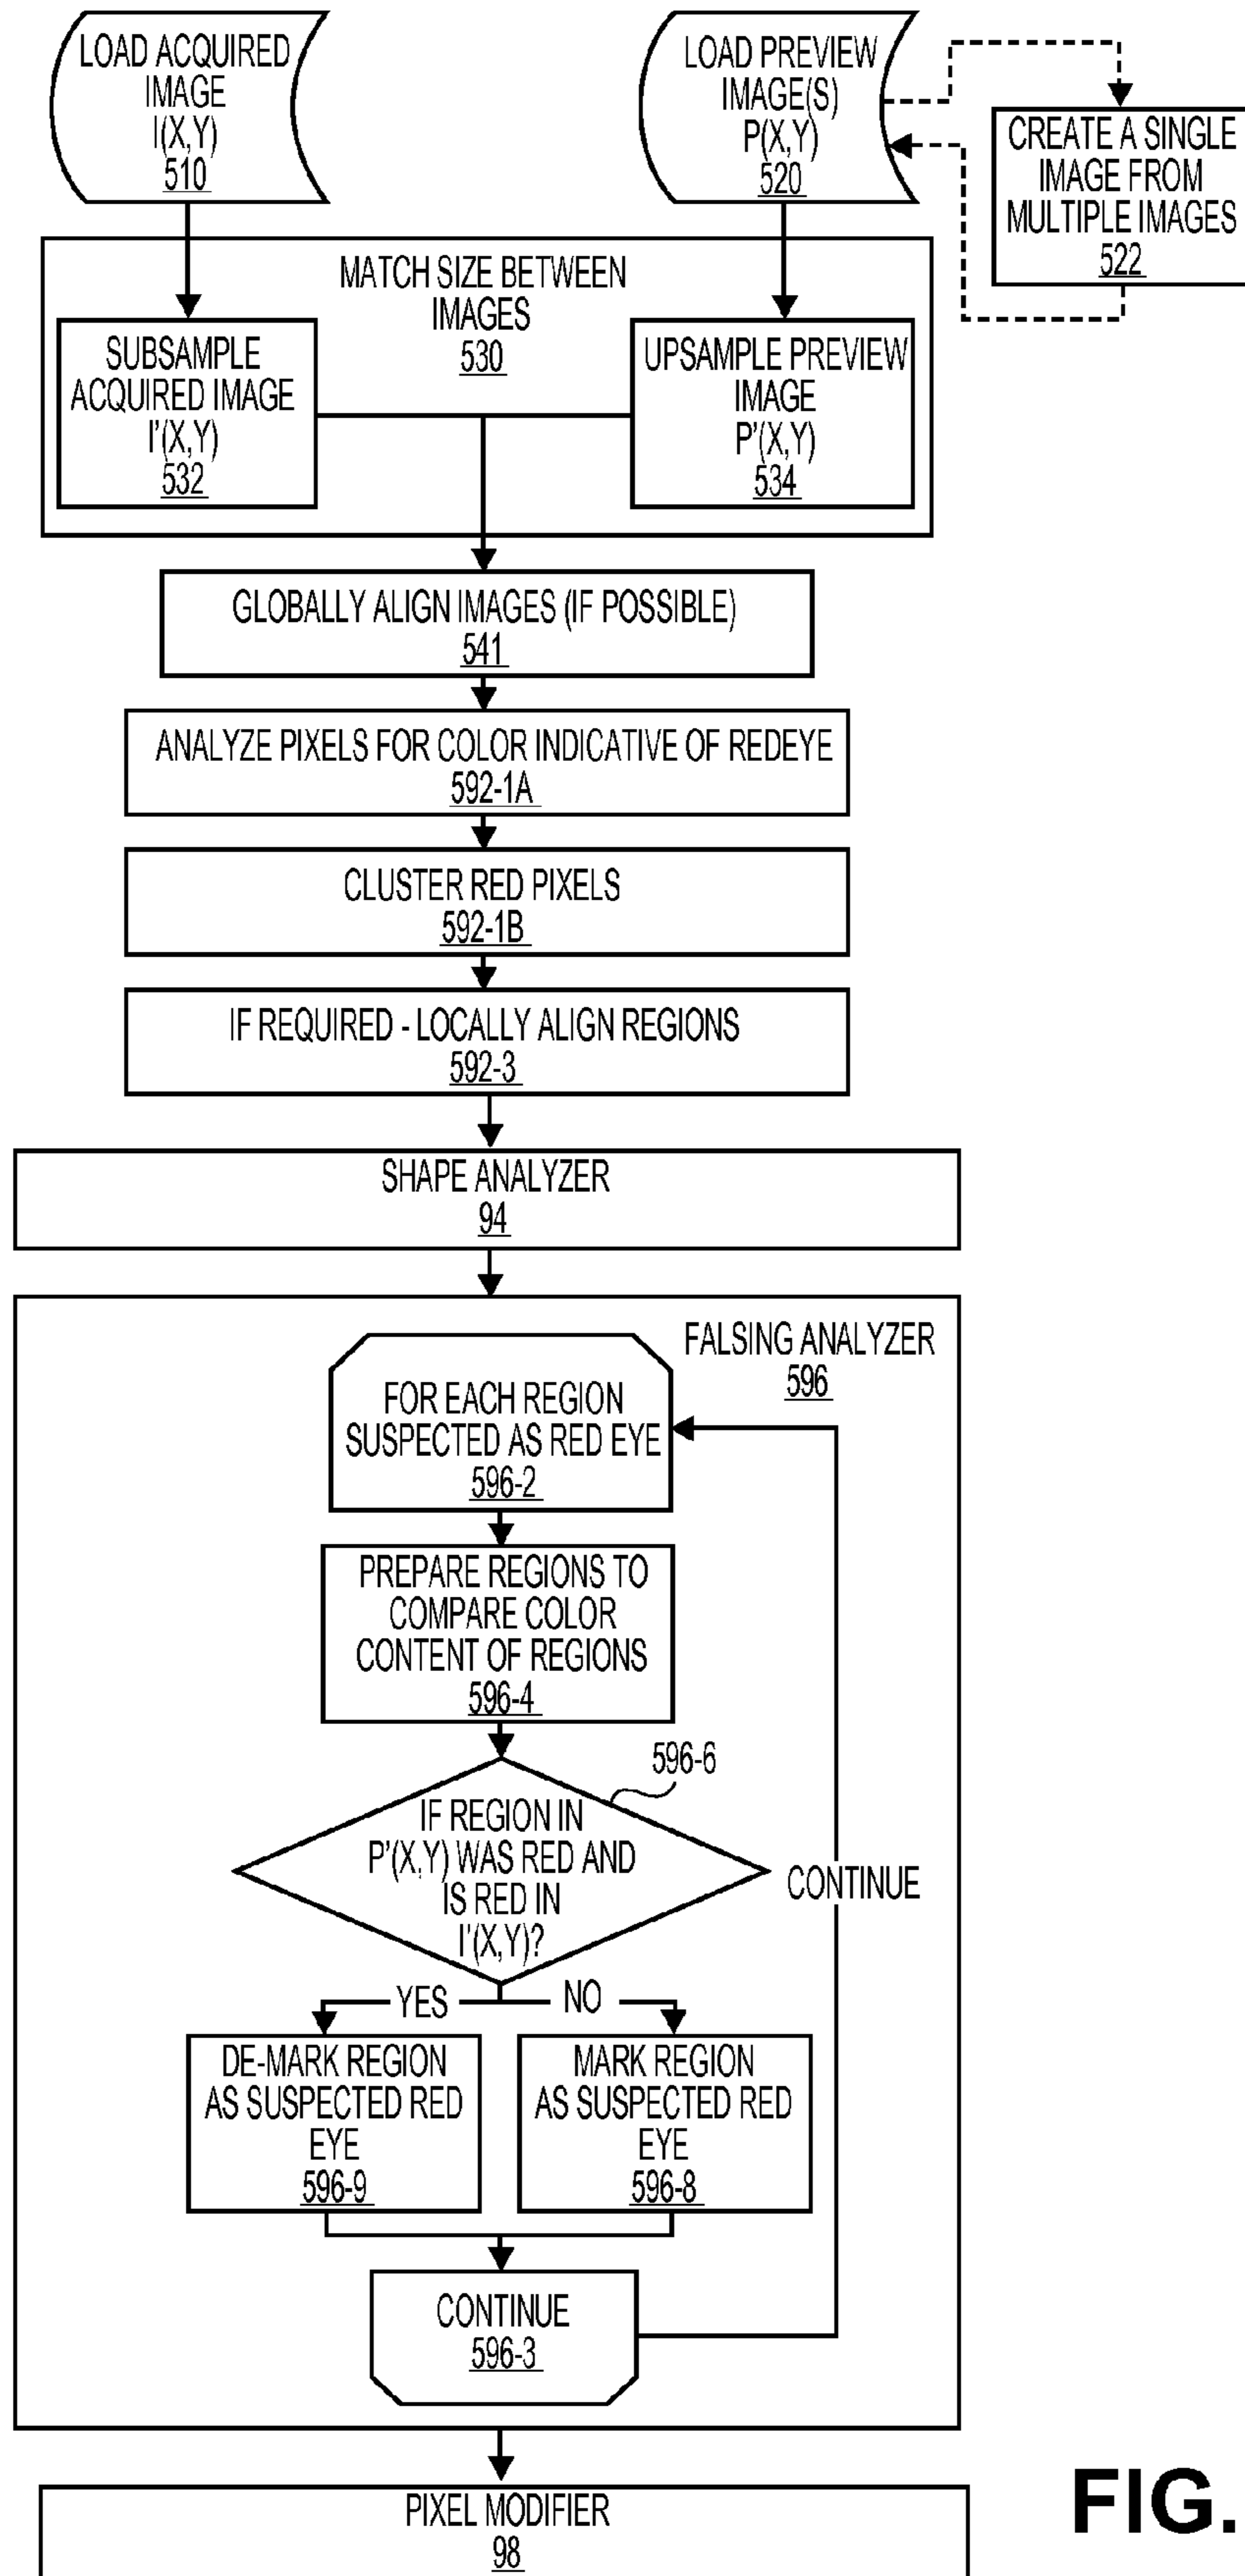 LOAD ACQUIRED
IMAGE
I(X,Y)
510
LOAD PREVIEW
IMAGE(S)
P(X,Y)
520
CREATE A SINGLE
IMAGE FROM
MULTIPLE IMAGES
522
MATCH SIZE BETWEEN
IMAGES
530
SUBSAMPLE
ACQUIRED IMAGE
I'(X,Y)
532
UPSAMPLE PREVIEW
IMAGE
P'(X,Y)
534
GLOBALLY ALIGN IMAGES (IF POSSIBLE)
541
ANALYZE PIXELS FOR COLOR INDICATIVE OF REDEYE
592-1A
CLUSTER RED PIXELS
592-1B
IF REQUIRED - LOCALLY ALIGN REGIONS
592-3
SHAPE ANALYZER
94
FALSING ANALYZER
596
FOR EACH REGION
SUSPECTED AS RED EYE
596-2
PREPARE REGIONS TO
COMPARE COLOR
CONTENT OF REGIONS
596-4
596-6
IF REGION IN
P'(X,Y) WAS RED AND
IS RED IN
I'(X,Y)?
CONTINUE
YES
NO
DE-MARK REGION
AS SUSPECTED RED
EYE
596-9
MARK REGION
AS SUSPECTED RED
EYE
596-8
CONTINUE
596-3
PIXEL MODIFIER
98
FIG.